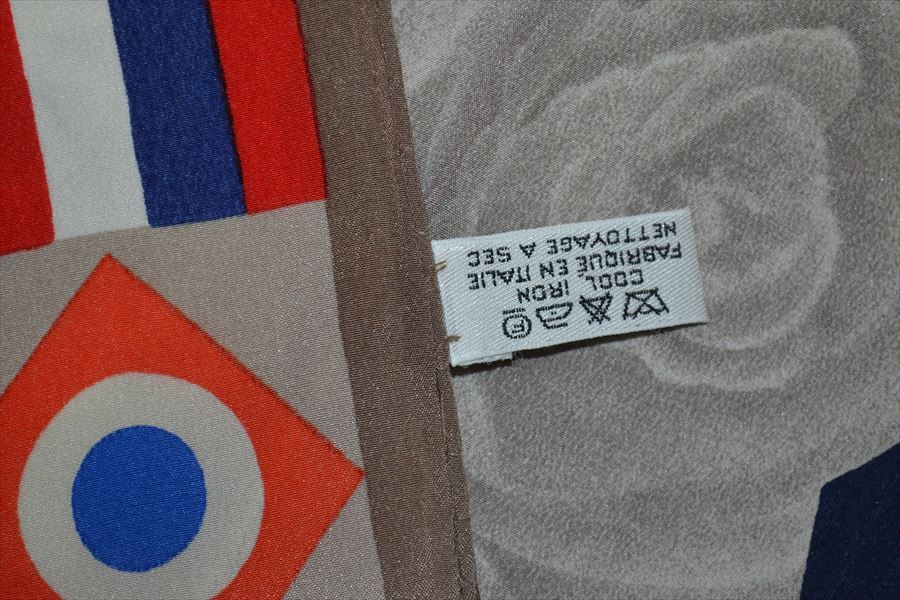 COOL, IRON
FABRIQUE EN ITALIE
NETTOYAGE A SEC